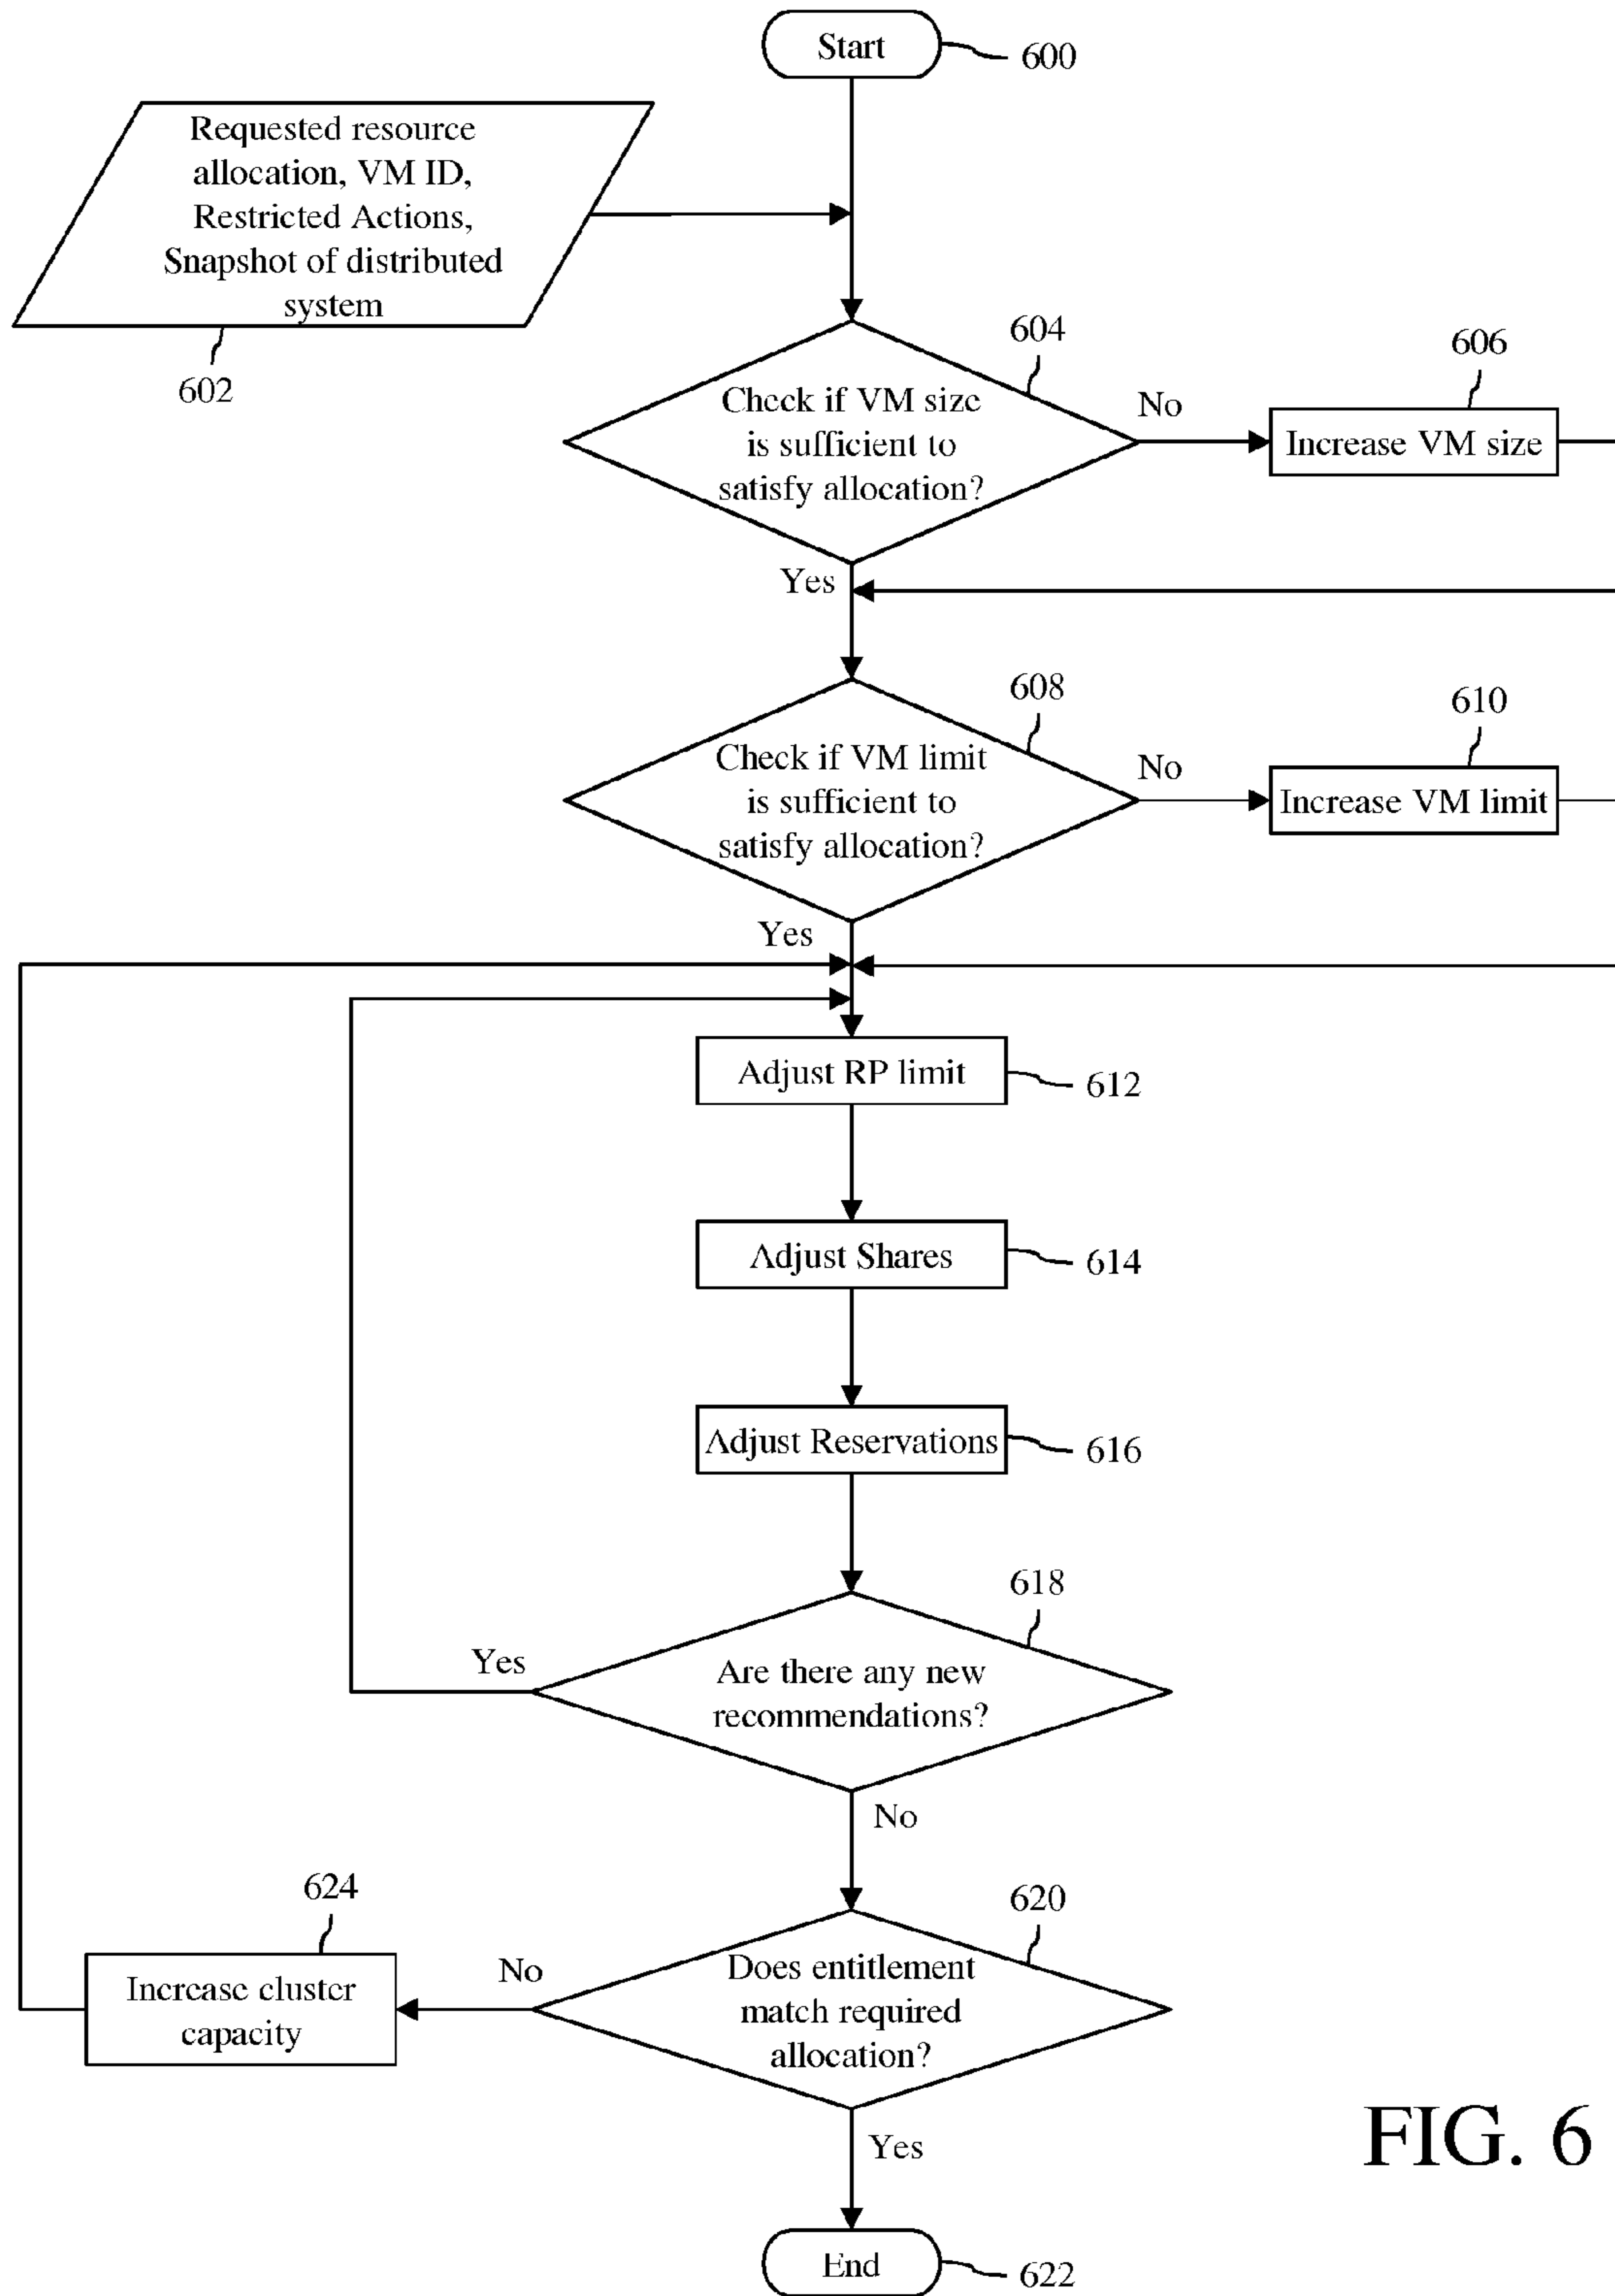 Start
600
Requested resource
allocation, VM ID,
Restricted Actions,
Snapshot of distributed
system
602
604
Check if VM size
is sufficient to
satisfy allocation?
No
606
Increase VM size
Yes
608
Check if VM limit
is sufficient to
satisfy allocation?
No
610
Increase VM limit
Yes
Adjust RP limit
612
Adjust Shares
614
Adjust Reservations
616
618
Are there any new
recommendations?
Yes
No
620
Does entitlement
match required
allocation?
No
624
Increase cluster
capacity
Yes
End
622
FIG. 6